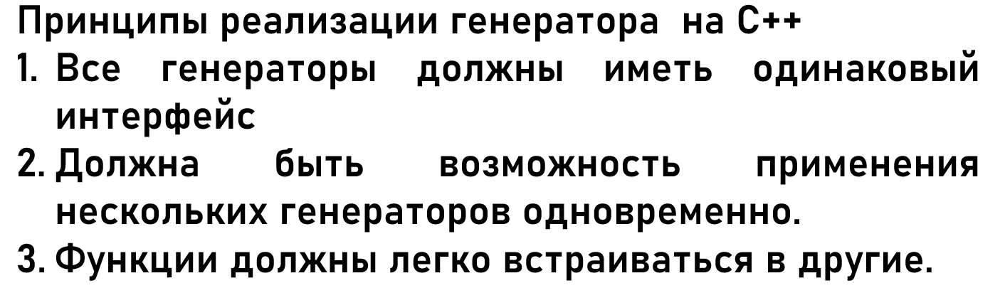 Принципы реализации генератора на С++
1. Все генераторы должны иметь одинаковый
интерфейс
2. Должна быть возможность применения
нескольких генераторов одновременно.
3. Функции должны легко встраиваться в другие.